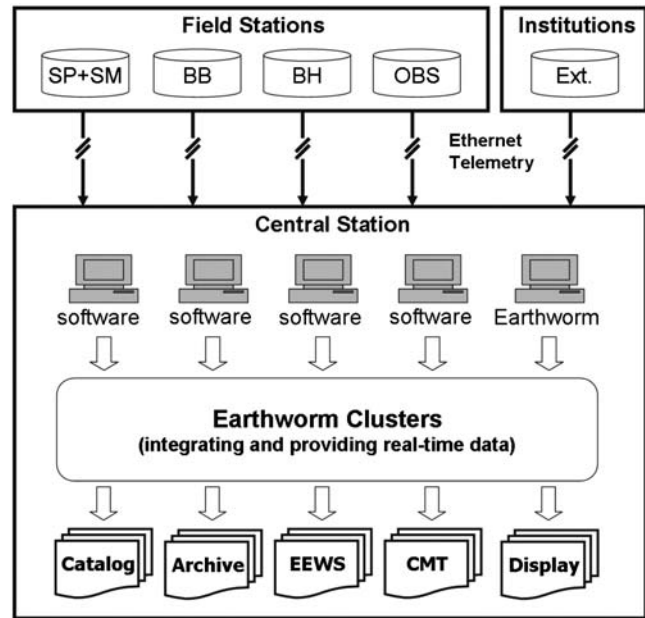 Field Stations
Institutions
SP+SM
BB
BH
OBS
Ext.
Ethernet
Telemetry
Central Station
software
software
software
software
Earthworm
Earthworm Clusters
(integrating and providing real-time data)
Catalog
Archive
EEWS
CMT
Display